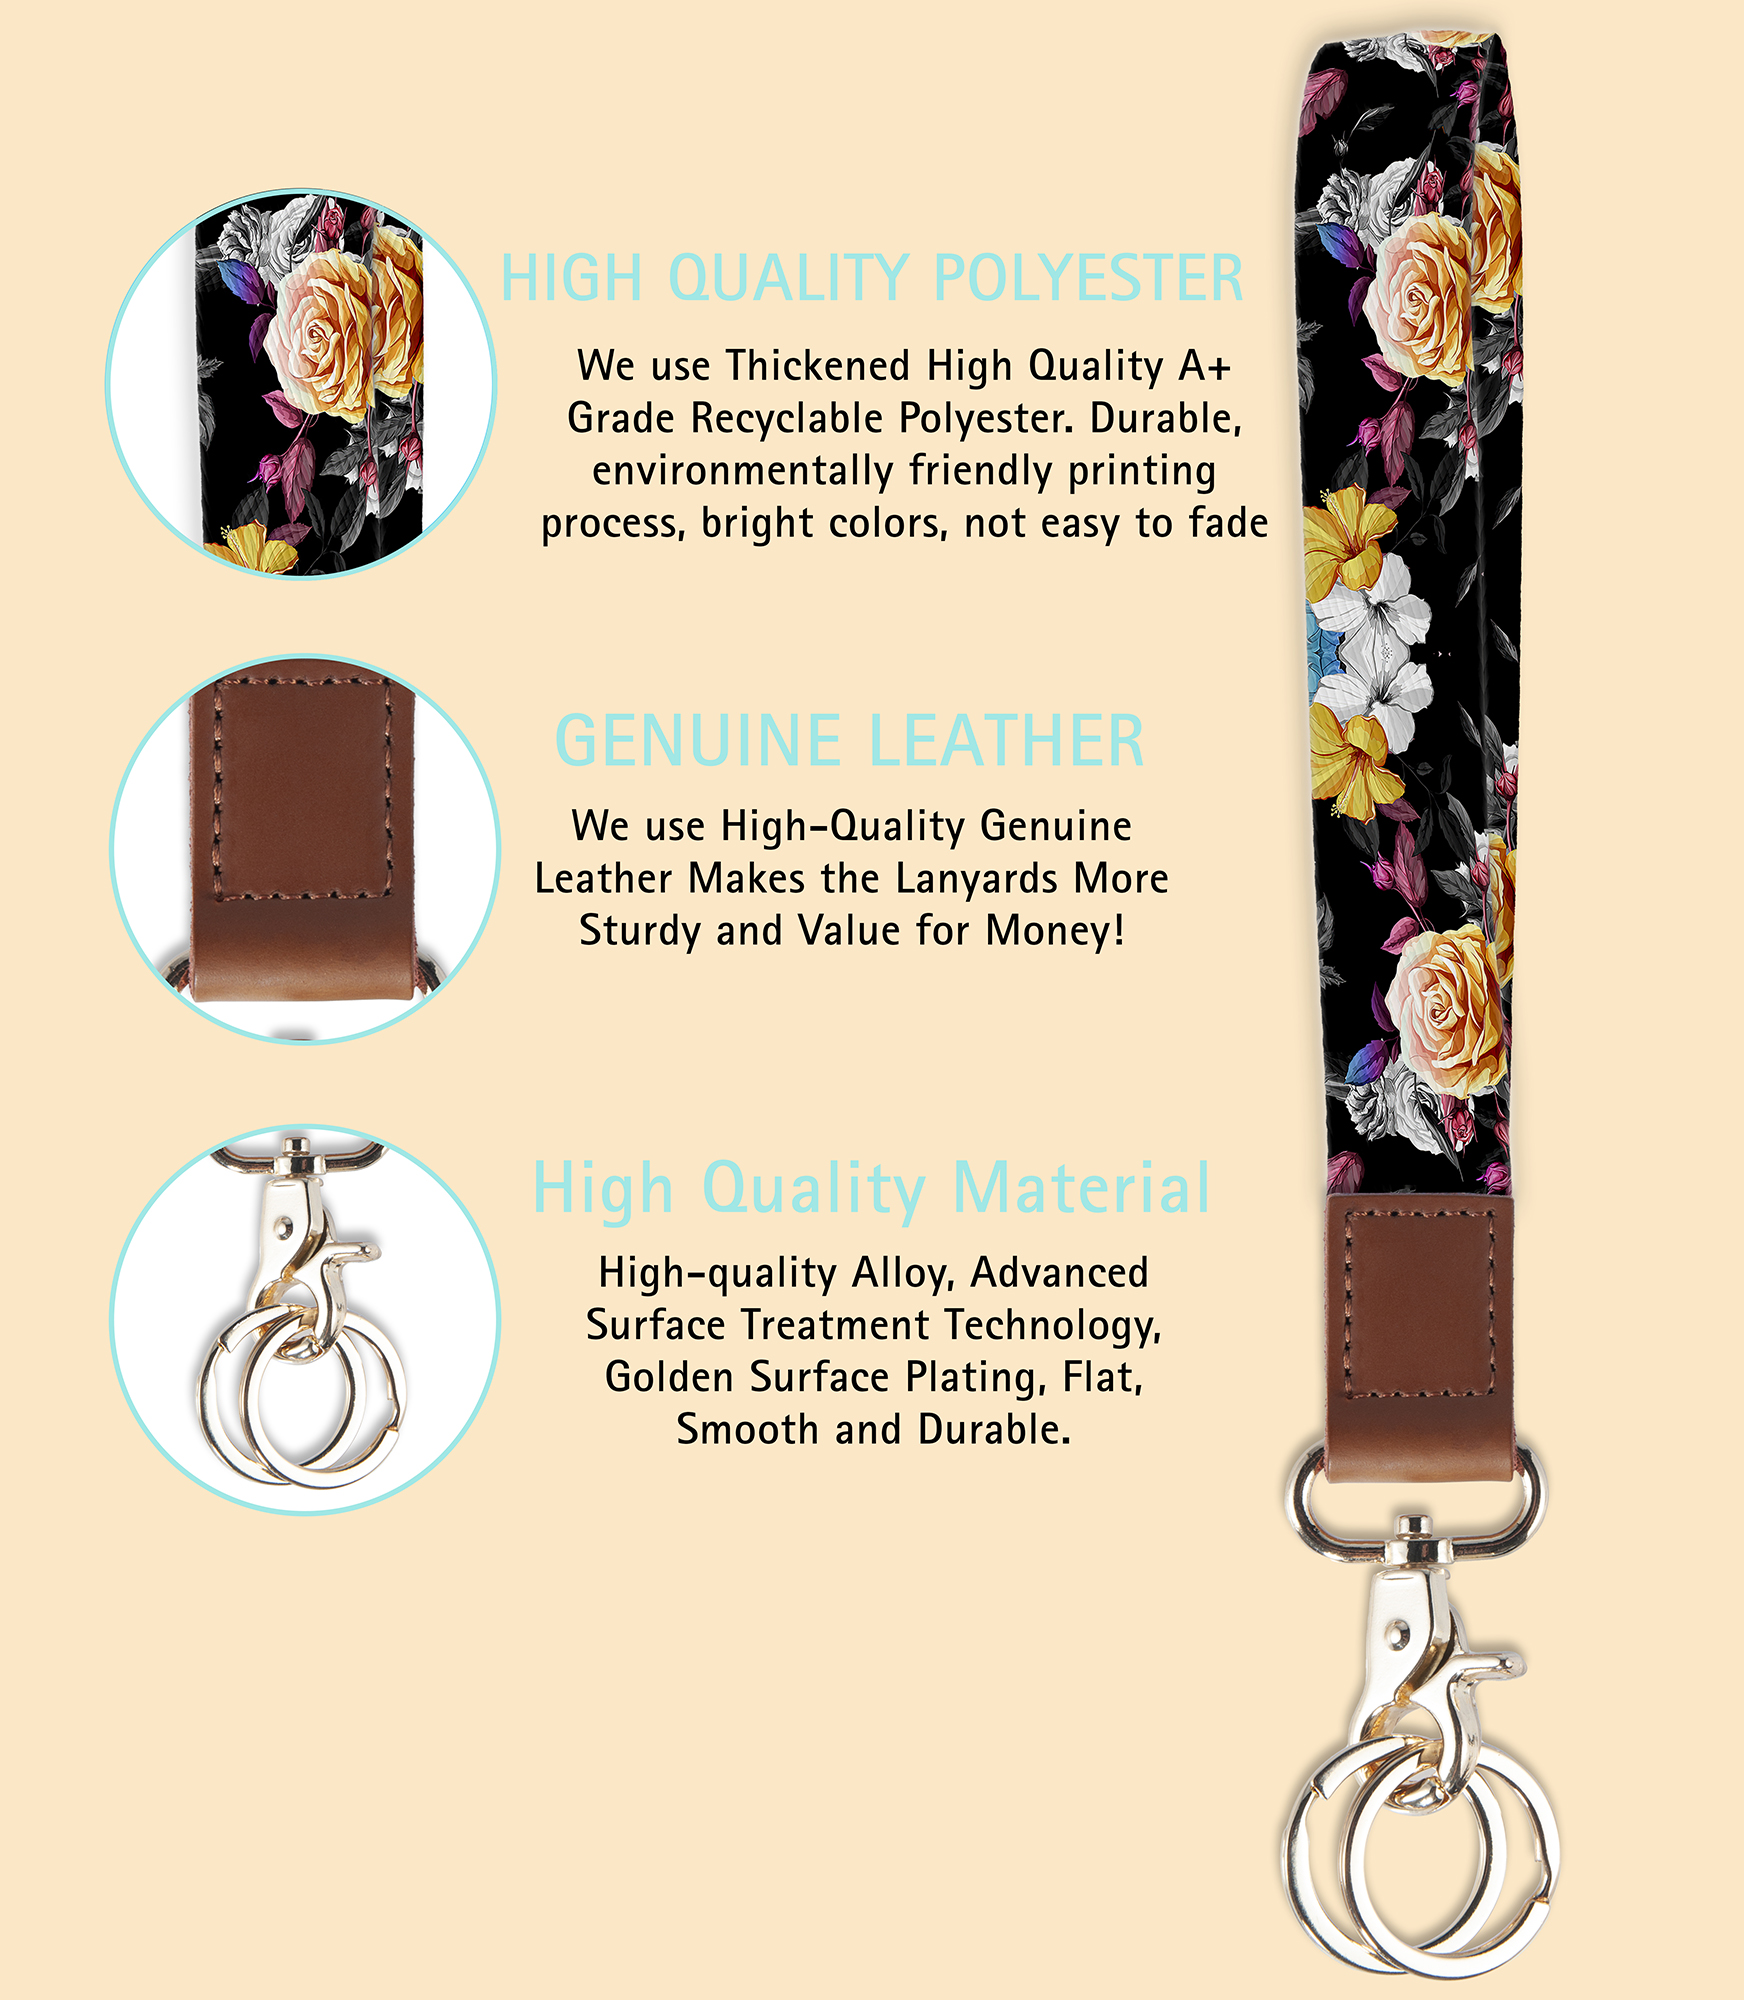 HIGH QUALITY POLYESTER
We use Thickened High Quality A+
Grade Recyclable Polyester. Durable,
environmentally friendly printing
process, bright colors, not easy to fade
GENUINE LEATHER
We use High-Quality Genuine
Leather Makes the Lanyards More
Sturdy and Value for Money!
High Quality Material
High-quality Alloy, Advanced
Surface Treatment Technology,
Golden Surface Plating, Flat,
Smooth and Durable.